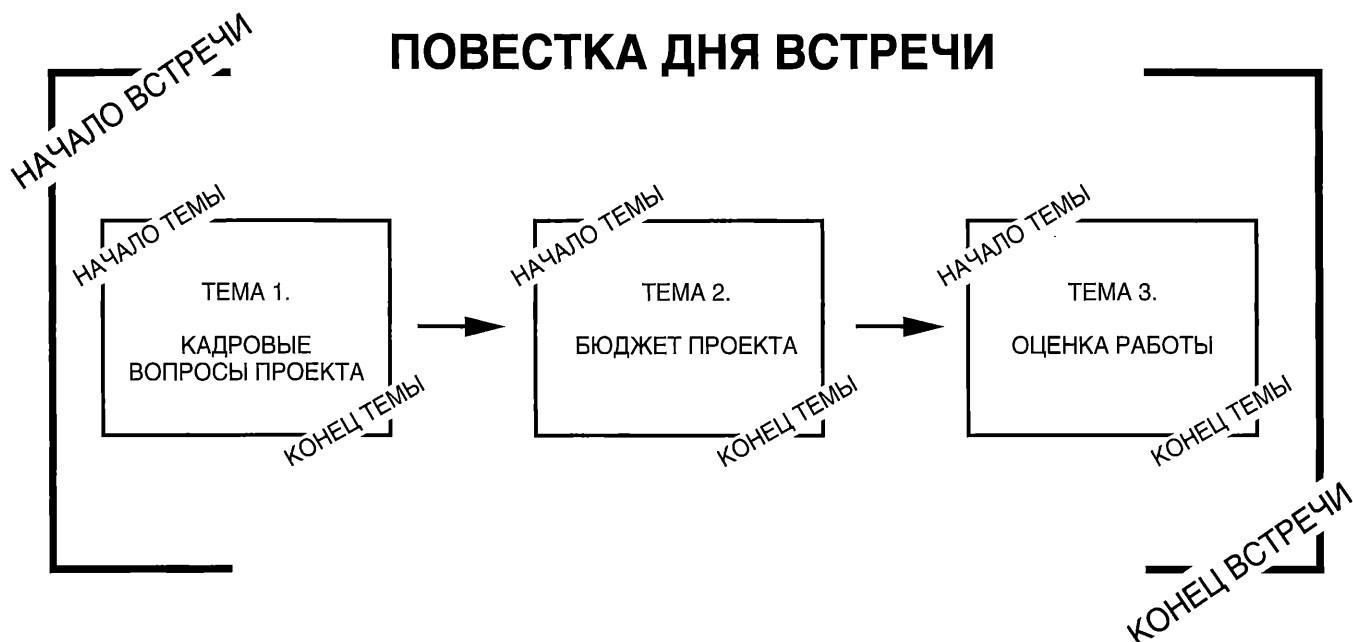 ПОВЕСТКА ДНЯ ВСТРЕЧИ
НАЧАЛО ВСТРЕЧИ
НАЧАЛО ТЕМЫ
ТЕМА 1.
КАДРОВЫЕ
ВОПРОСЫ ПРОЕКТА
КОНЕЦ ТЕМЫ
НАЧАЛО ТЕМЫ
ТЕМА 2.
БЮДЖЕТ ПРОЕКТА
КОНЕЦ ТЕМЫ
НАЧАЛО ТЕМЫ
ТЕМА 3.
ОЦЕНКА РАБОТЫ
КОНЕЦ ТЕМЫ
КОНЕЦ ВСТРЕЧИ